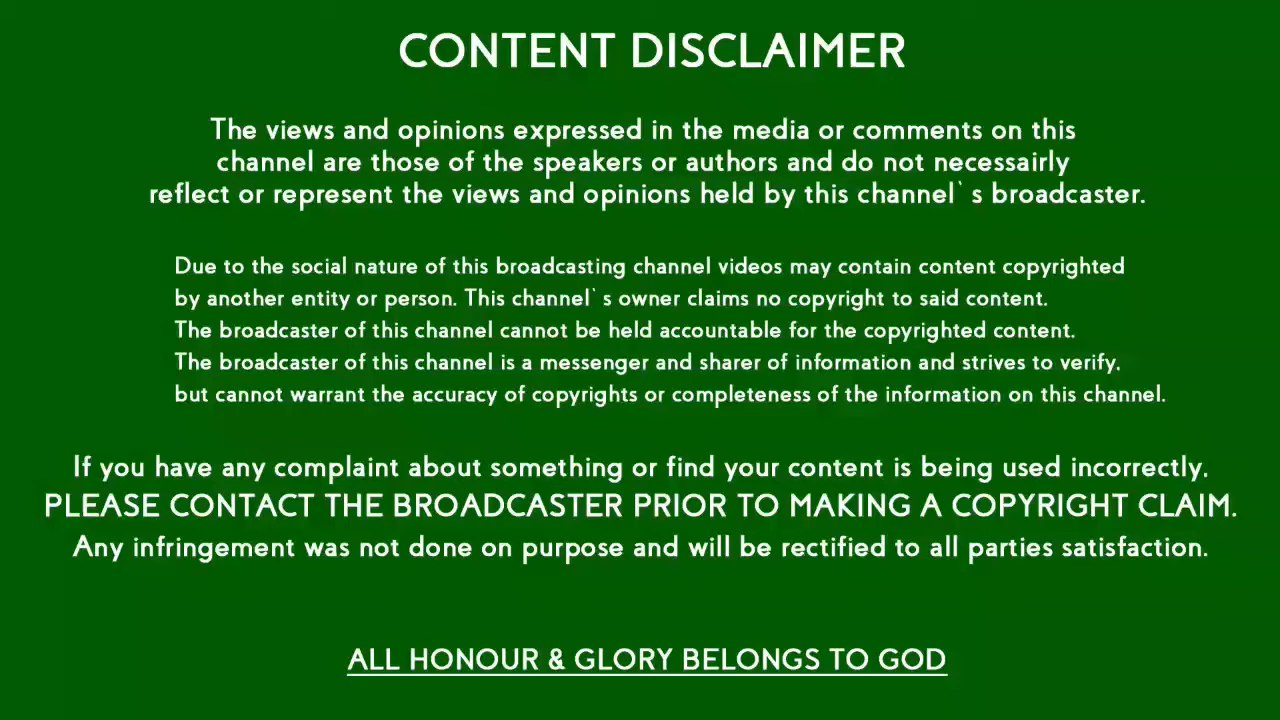 CONTENT DISCLAIMER
The views and opinions expressed in the media or comments on this
channel are those of the speakers or authors and do not necessairly
reflect or represent the views and opinions held by this channel`s broadcaster.
Due to the social nature of this broadcasting channel videos may contain content copyrighted
by another entity or person. This channel`s owner claims no copyright to said content.
The broadcaster of this channel cannot be held accountable for the copyrighted content.
The broadcaster of this channel is a messenger and sharer of information and strives to verify,
but cannot warrant the accuracy of copyrights or completeness of the information on this channel.
If you have any complaint about something or find your content is being used incorrectly.
PLEASE CONTACT THE BROADCASTER PRIOR TO MAKING A COPYRIGHT CLAIM.
Any infringement was not done on purpose and will be rectified to all parties satisfaction.
ALL HONOUR & GLORY BELONGS TO GOD